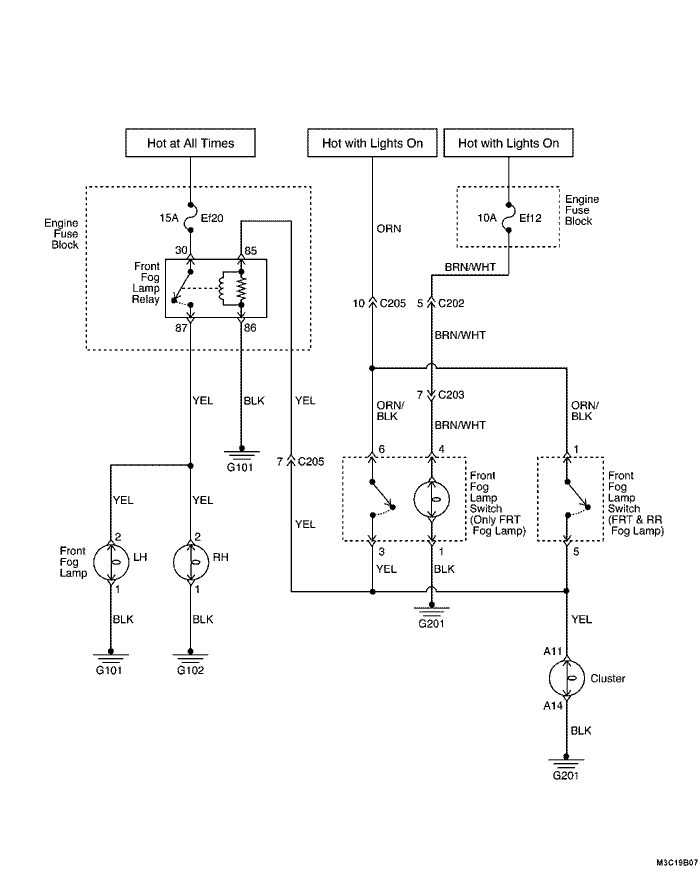 Hot at All Times
Hot with Lights On
Hot with Lights On
15A
Ef20
10A
Ef12
Engine
Fuse
Block
Engine
Fuse
Block
ORN
30
85
Front
Fog
Lamp
Relay
BRN/WHT
10
C205
5
C202
87
86
BRN/WHT
7
C203
YEL
BLK
YEL
ORN/
BLK
BRN/WHT
ORN/
BLK
7
C205
G101
6
4
1
Front
Fog
Lamp
Switch
(Only FRT
Fog Lamp)
Front
Fog
Lamp
Switch
(FRT & RR
Fog Lamp)
YEL
YEL
YEL
2
2
Front
Fog
Lamp
LH
RH
3
1
5
YEL
BLK
1
1
BLK
BLK
G201
YEL
G101
G102
A11
Cluster
A14
BLK
G201
M3C19B07